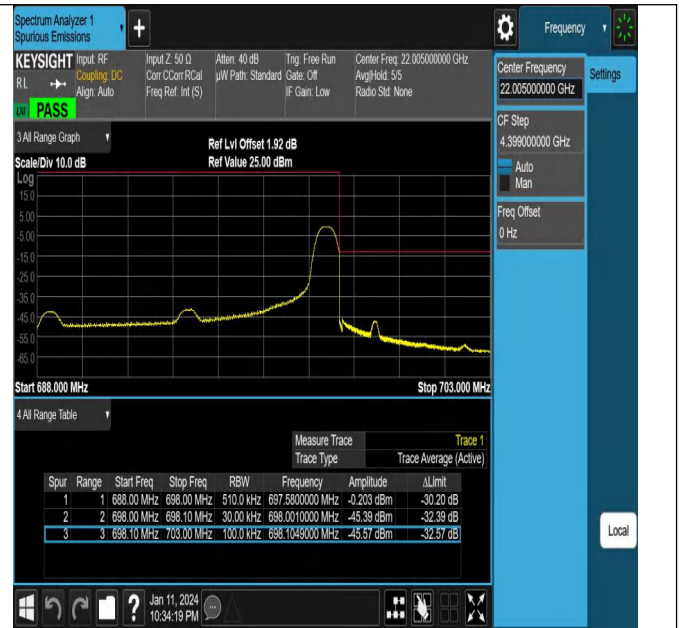 Spectrum Analyzer 1
Spurious Emissions
+
Frequency
KEYSIGHT Input: RF Input Z: 50 Ω Atten: 40 dB Trig: Free Run Center Freq: 22.005000000 GHz
RL Coupling: DC Corr CCorr RCal µW Path: Standard Gate: Off Avg|Hold: 5/5
Align: Auto Freq Ref: Int (S) IF Gain: Low Radio Std: None
PASS
Center Frequency
22.005000000 GHz
Settings
CF Step
4.399000000 GHz
Auto
Man
Freq Offset
0 Hz
3 All Range Graph
Ref Lvl Offset 1.92 dB
Scale/Div 10.0 dB Ref Value 25.00 dBm
Log
15.0
5.00
-5.00
-15.0
-25.0
-35.0
-45.0
-55.0
-65.0
Start 688.000 MHz Stop 703.000 MHz
4 All Range Table
Measure Trace Trace 1
Trace Type Trace Average (Active)
Spur Range Start Freq Stop Freq RBW Frequency Amplitude ΔLimit
1 1 688.00 MHz 698.00 MHz 510.0 kHz 697.5800000 MHz -0.203 dBm -30.20 dB
2 2 698.00 MHz 698.10 MHz 30.00 kHz 698.0010000 MHz -45.39 dBm -32.39 dB
3 3 698.10 MHz 703.00 MHz 100.0 kHz 698.1049000 MHz -45.57 dBm -32.57 dB
Local
? Jan 11, 2024
10:34:19 PM